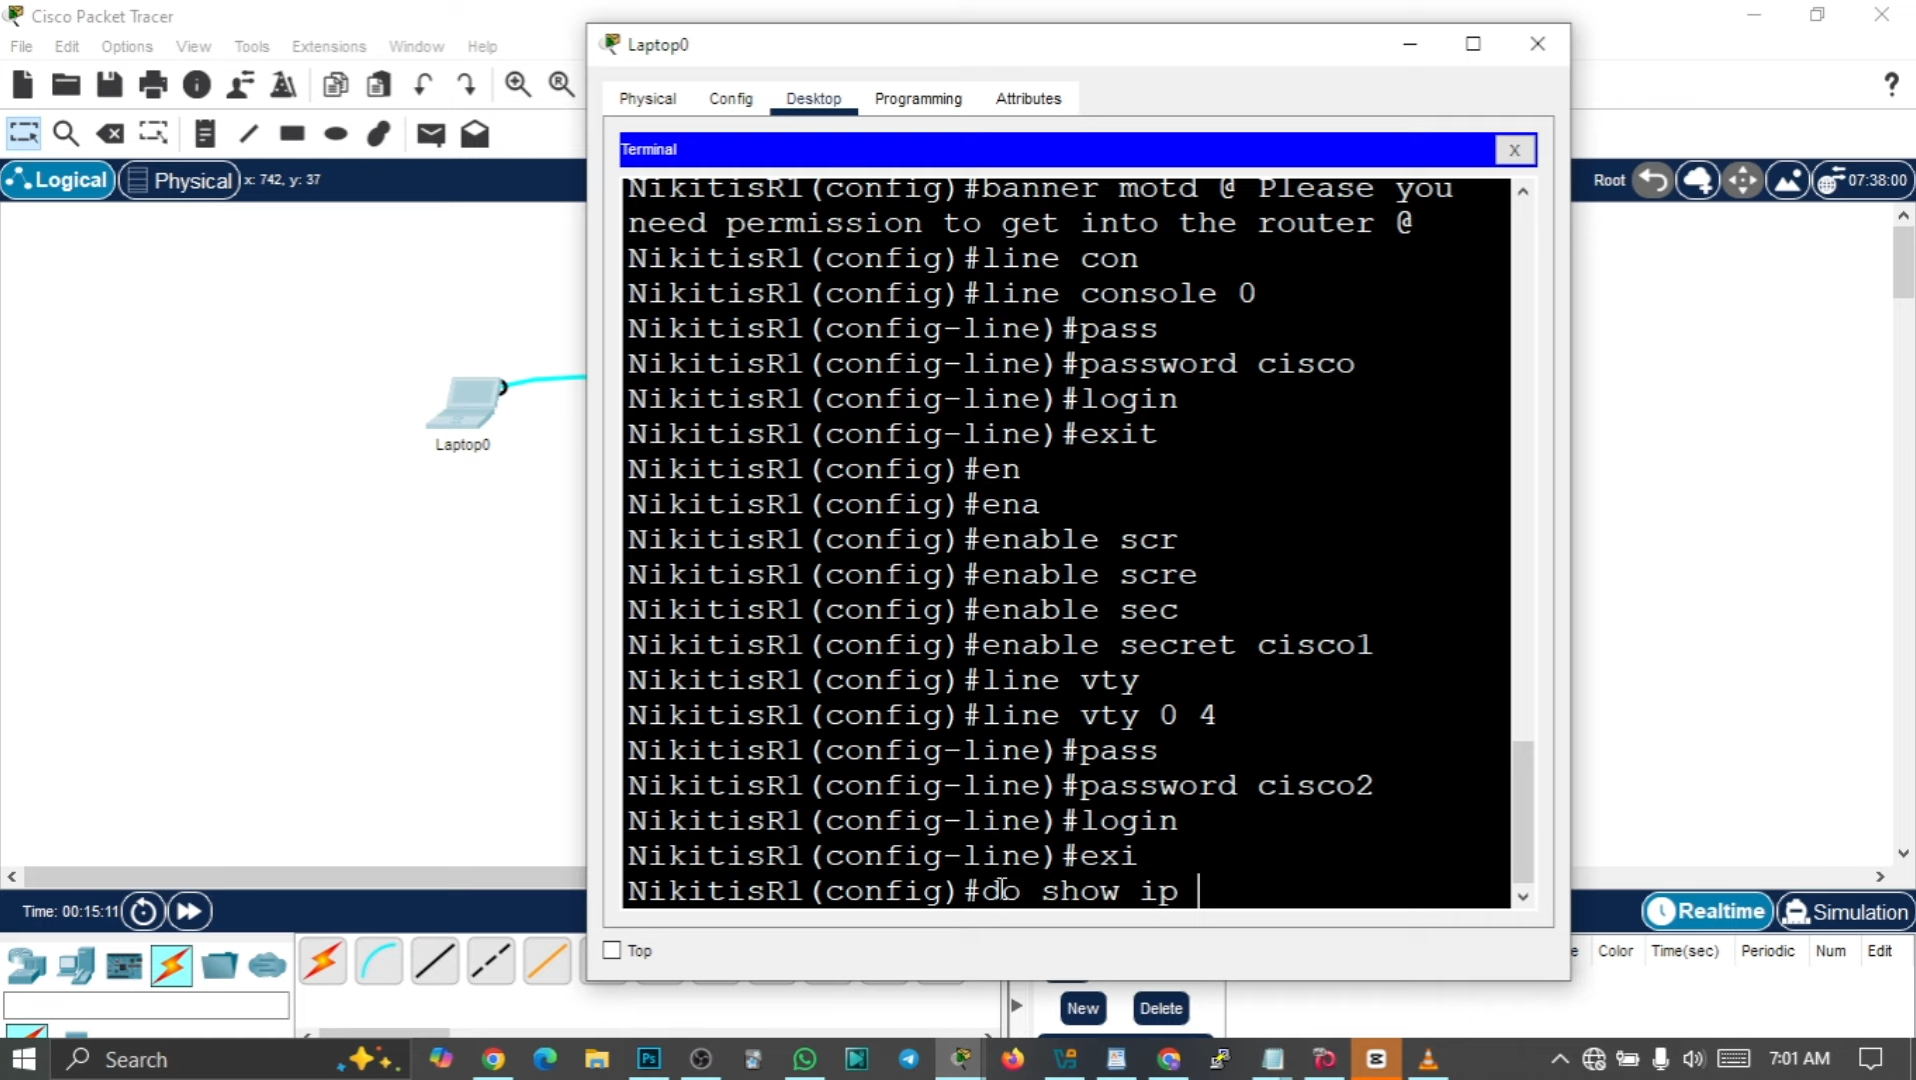 Cisco Packet Tracer
File Edit Options View Tools Extensions Window Help
Logical
Physical
x: 742, y: 37
Root
07:38:00
Laptop0
Laptop0
Physical Config Desktop Programming Attributes
Terminal
X
NikitisR1(config)#banner motd @ Please you
need permission to get into the router @
NikitisR1(config)#line con
NikitisR1(config)#line console 0
NikitisR1(config-line)#pass
NikitisR1(config-line)#password cisco
NikitisR1(config-line)#login
NikitisR1(config-line)#exit
NikitisR1(config)#en
NikitisR1(config)#ena
NikitisR1(config)#enable scr
NikitisR1(config)#enable scre
NikitisR1(config)#enable sec
NikitisR1(config)#enable secret cisco1
NikitisR1(config)#line vty
NikitisR1(config)#line vty 0 4
NikitisR1(config-line)#pass
NikitisR1(config-line)#password cisco2
NikitisR1(config-line)#login
NikitisR1(config-line)#exi
NikitisR1(config)#do show ip
Top
Time: 00:15:11
Realtime
Simulation
e Color Time(sec) Periodic Num Edit
New Delete
Search
7:01 AM